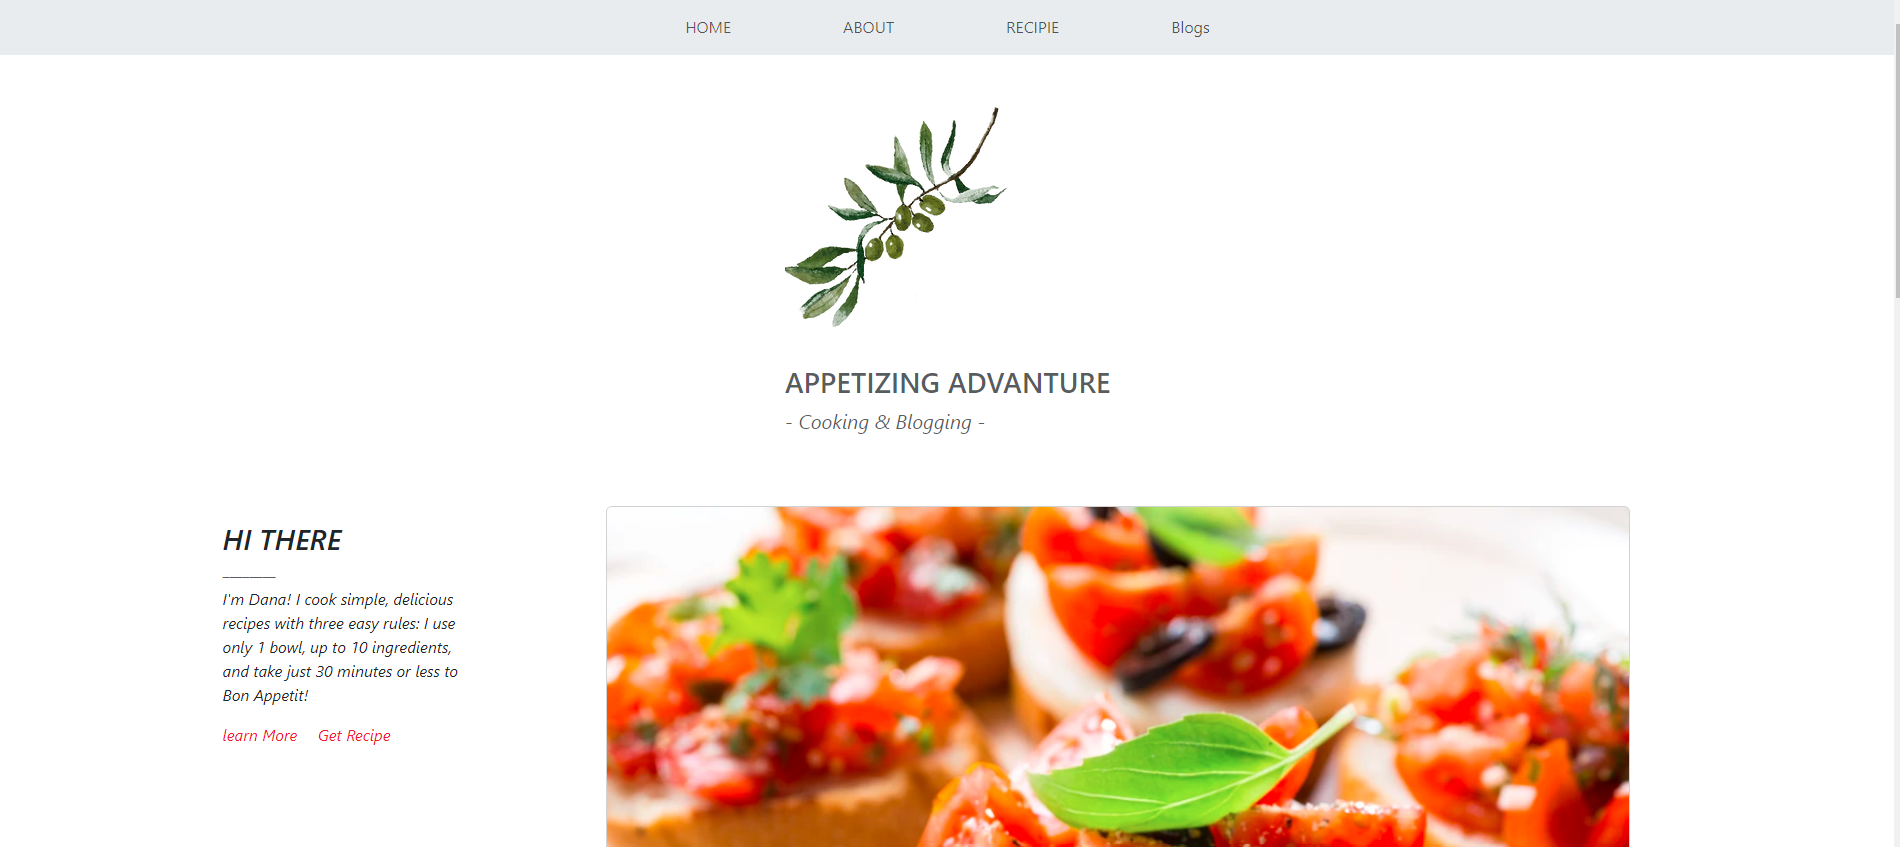 HOME ABOUT RECIPIE Blogs
APPETIZING ADVANTURE
- Cooking & Blogging -
HI THERE
I'm Dana! I cook simple, delicious
recipes with three easy rules: I use
only 1 bowl, up to 10 ingredients,
and take just 30 minutes or less to
Bon Appetit!
learn More Get Recipe